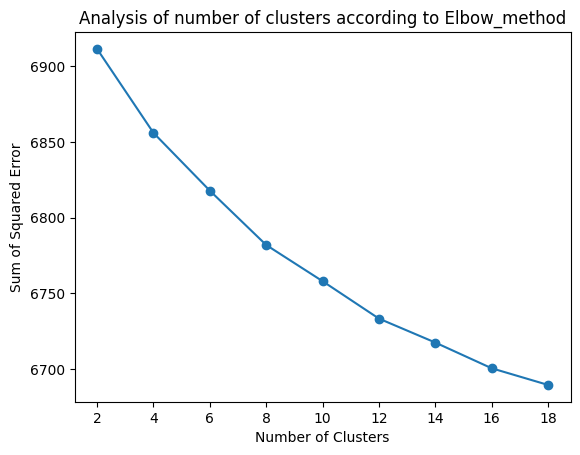 Analysis of number of clusters according to Elbow_method
6900
6850
6800
6750
6700
Sum of Squared Error
2 4 6 8 10 12 14 16 18
Number of Clusters